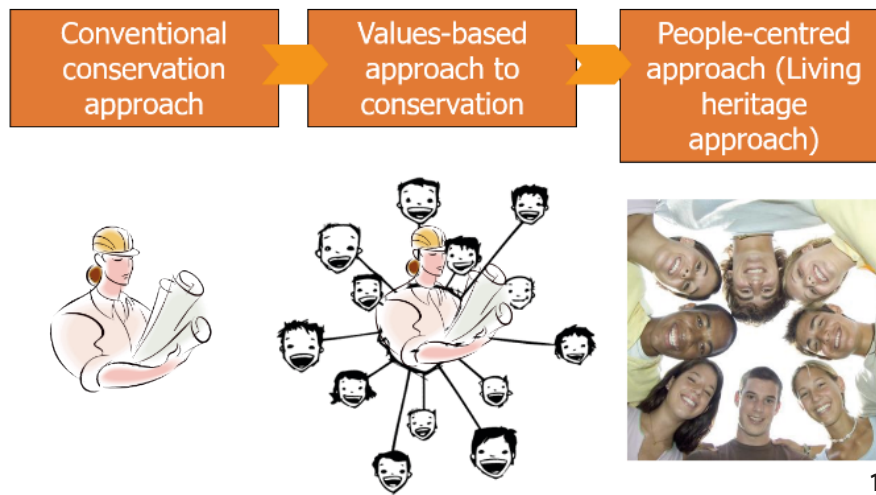 Conventional
conservation
approach
Values-based
approach to
conservation
People-centred
approach (Living
heritage
approach)
1